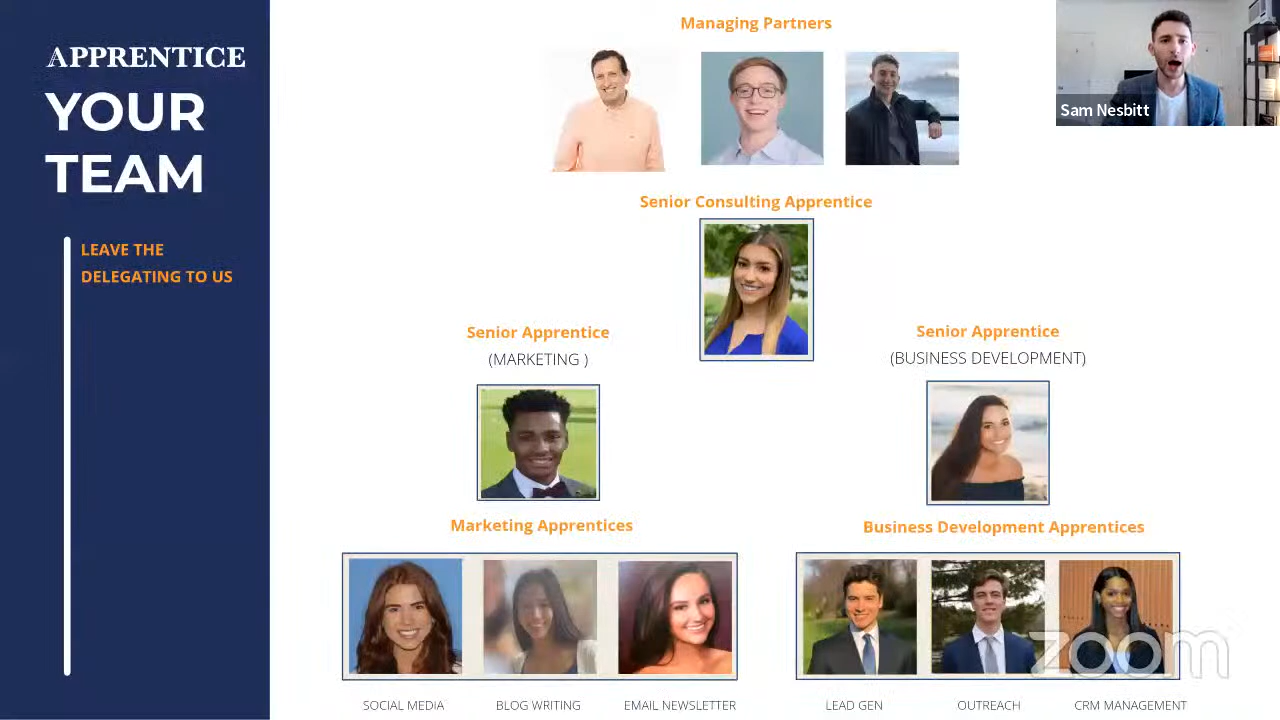 APPRENTICE
YOUR
TEAM
LEAVE THE
DELEGATING TO US
Managing Partners
Sam Nesbitt
Senior Consulting Apprentice
Senior Apprentice
(MARKETING )
Senior Apprentice
(BUSINESS DEVELOPMENT)
Marketing Apprentices
Business Development Apprentices
zoom
SOCIAL MEDIA
BLOG WRITING
EMAIL NEWSLETTER
LEAD GEN
OUTREACH
CRM MANAGEMENT